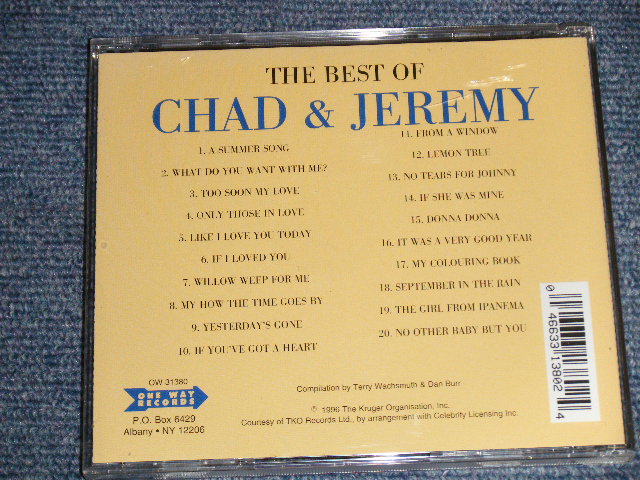 THE BEST OF
CHAD & JEREMY
1. A SUMMER SONG
2. WHAT DO YOU WANT WITH ME?
3. TOO SOON MY LOVE
4. ONLY THOSE IN LOVE
5. LIKE I LOVE YOU TODAY
6. IF I LOVED YOU
7. WILLOW WEEP FOR ME
8. MY HOW THE TIME GOES BY
9. YESTERDAY'S GONE
10. IF YOU'VE GOT A HEART
11. FROM A WINDOW
12. LEMON TREE
13. NO TEARS FOR JOHNNY
14. IF SHE WAS MINE
15. DONNA DONNA
16. IT WAS A VERY GOOD YEAR
17. MY COLOURING BOOK
18. SEPTEMBER IN THE RAIN
19. THE GIRL FROM IPANEMA
20. NO OTHER BABY BUT YOU
OW 31380
ONE WAY
RECORDS
P.O. Box 6429
Albany • NY 12206
Compilation by Terry Wachsmuth & Dan Burr
℗ 1996 The Kruger Organisation, Inc.
Courtesy of TKO Records Ltd., by arrangement with Celebrity Licensing Inc.
0 46633 13802 4